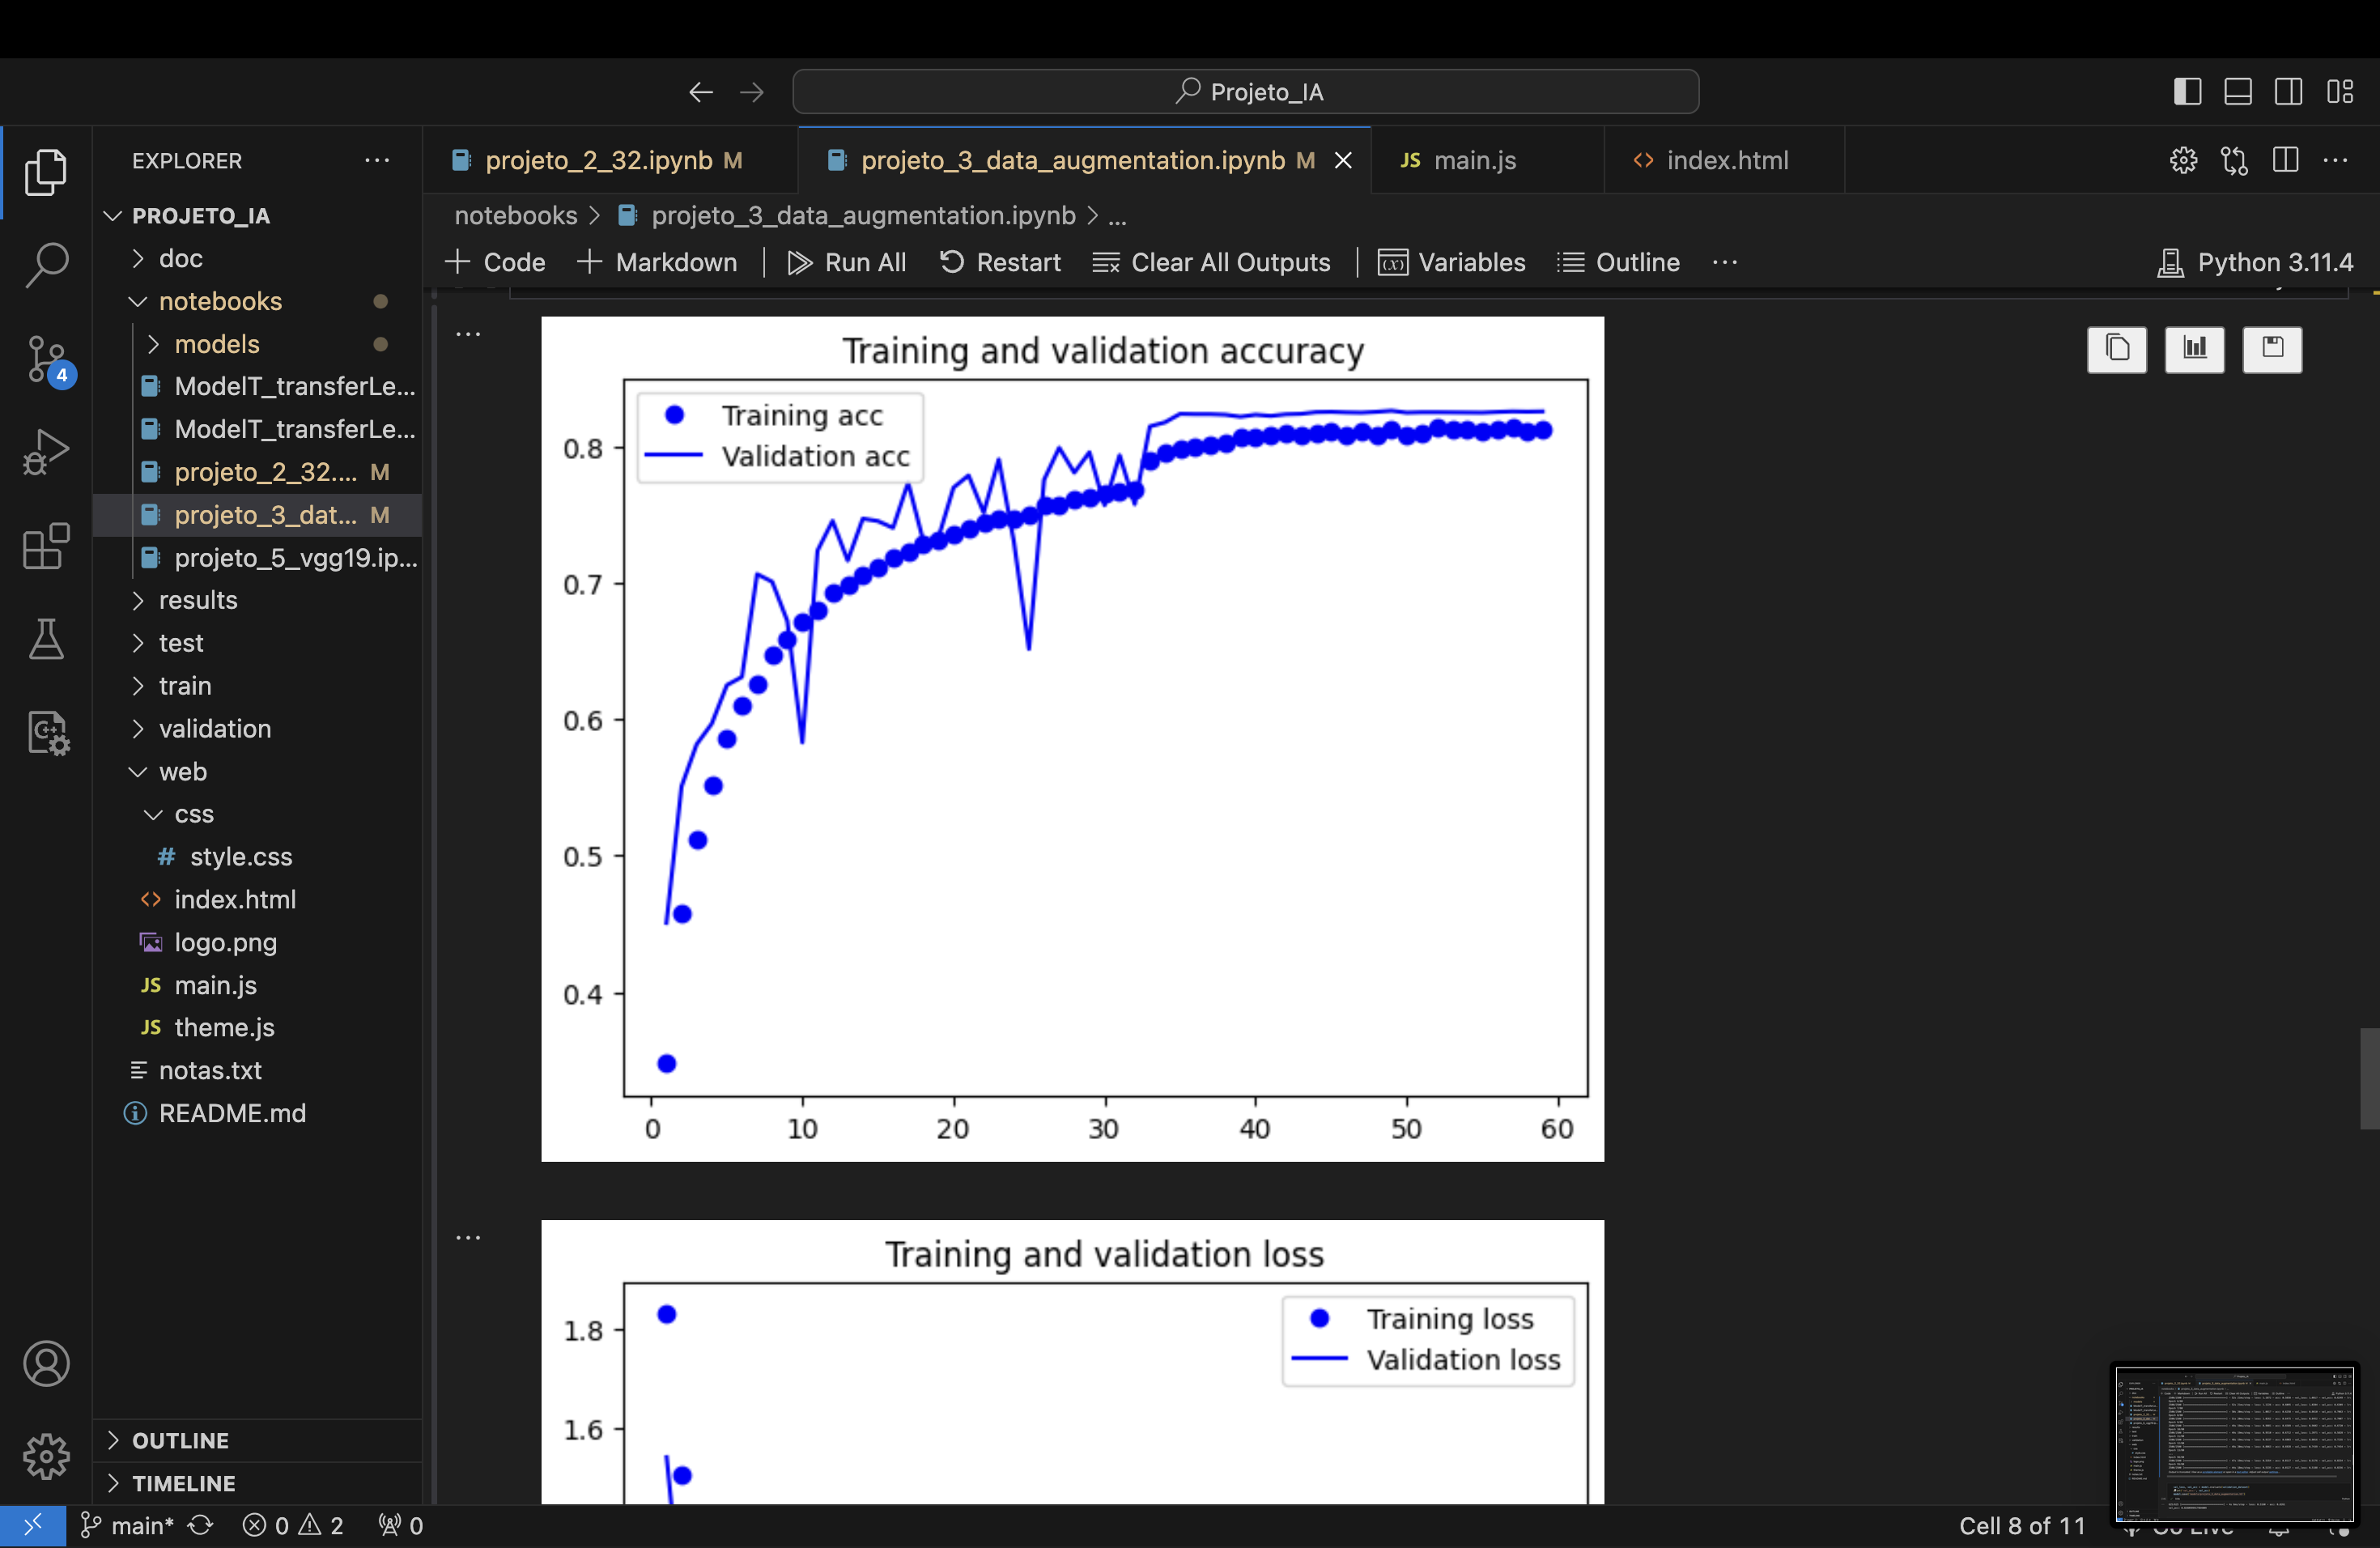 Projeto_IA
EXPLORER
PROJETO_IA
doc
notebooks
models
ModelT_transferLe...
ModelT_transferLe...
projeto_2_32.... M
projeto_3_dat... M
projeto_5_vgg19.ip...
results
test
train
validation
web
css
# style.css
<> index.html
logo.png
JS main.js
JS theme.js
notas.txt
README.md
OUTLINE
TIMELINE
4
projeto_2_32.ipynb M
projeto_3_data_augmentation.ipynb M
JS main.js
<> index.html
notebooks > projeto_3_data_augmentation.ipynb > ...
+ Code + Markdown | Run All Restart Clear All Outputs | Variables Outline ...
Python 3.11.4
Training and validation accuracy
Training acc
Validation acc
0.8
0.7
0.6
0.5
0.4
0 10 20 30 40 50 60
Training and validation loss
Training loss
Validation loss
1.8
1.6
main* 0 2 0
Cell 8 of 11